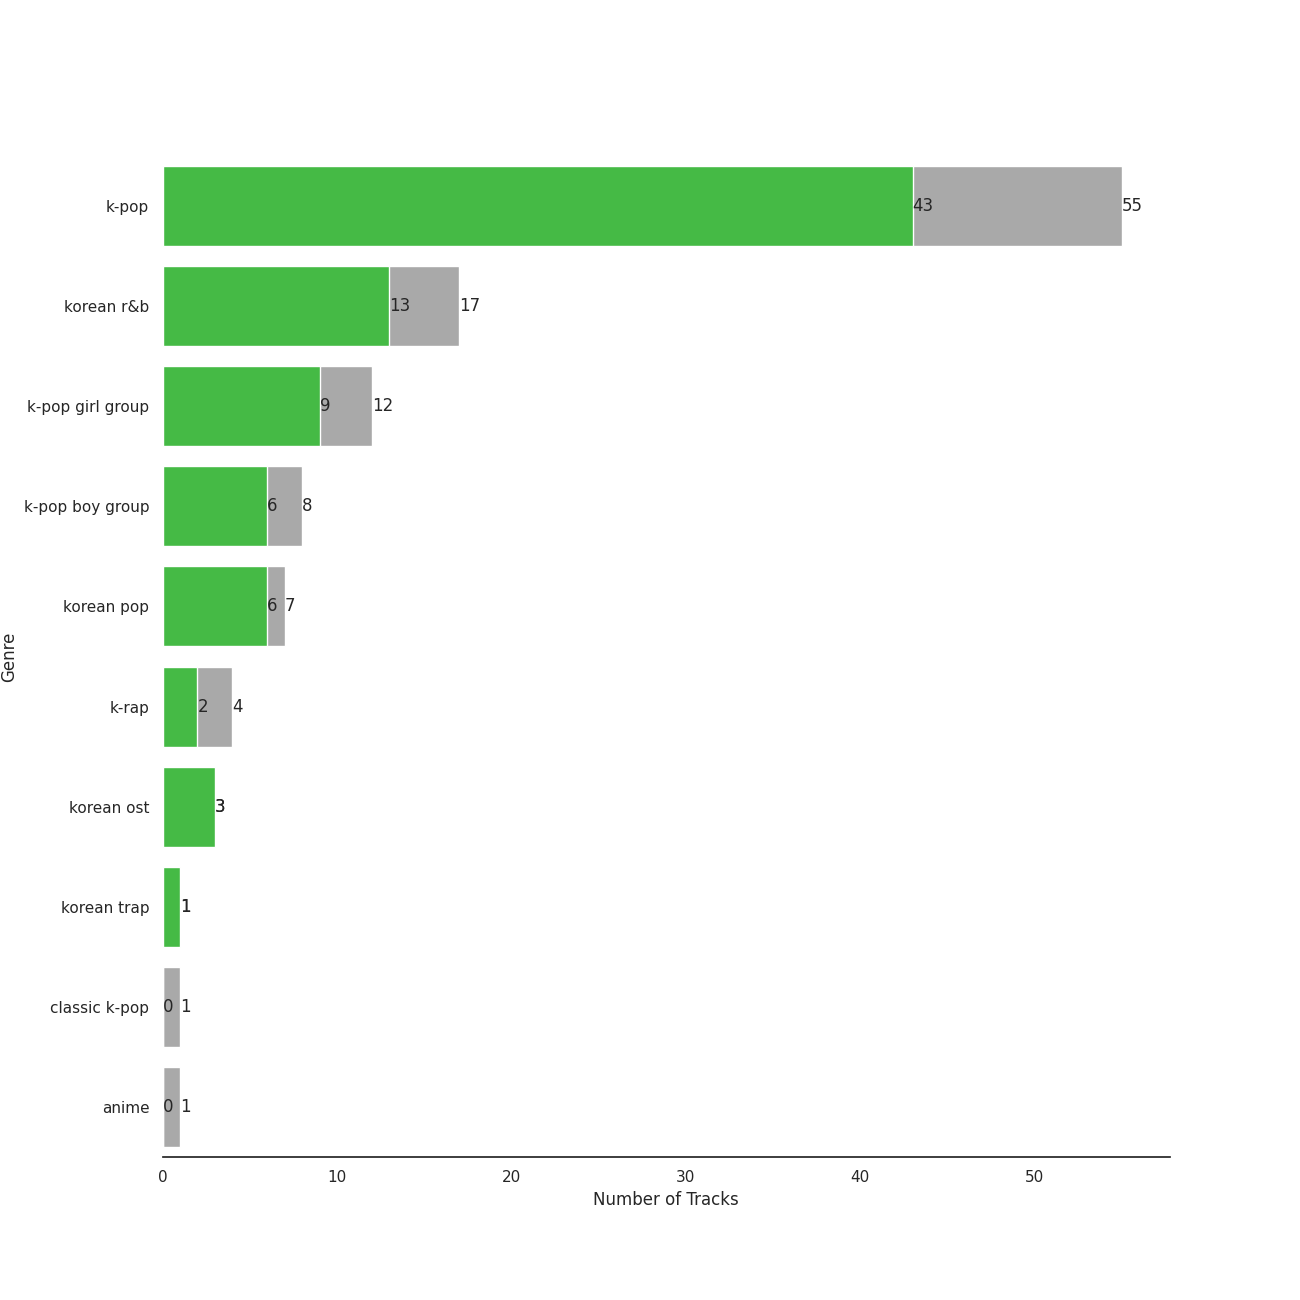 k-pop 43 55
korean r&b 13 17
k-pop girl group 9 12
k-pop boy group 6 8
korean pop 6 7
k-rap 2 4
korean ost 3
korean trap 1
classic k-pop 0 1
anime 0 1
0 10 20 30 40 50
Number of Tracks
Genre